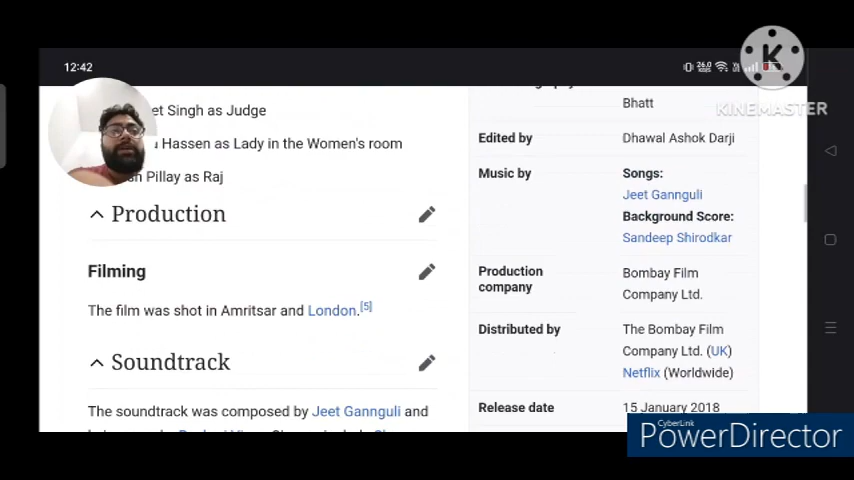 12:42
26.0
KINEMASTER
et Singh as Judge
Hassen as Lady in the Women's room
Pillay as Raj
Production
Filming
The film was shot in Amritsar and London.[5]
Soundtrack
The soundtrack was composed by Jeet Gannguli and
Bhatt
Edited by Dhawal Ashok Darji
Music by Songs:
Jeet Gannguli
Background Score:
Sandeep Shirodkar
Production Bombay Film
company Company Ltd.
Distributed by The Bombay Film
Company Ltd. (UK)
Netflix (Worldwide)
Release date 15 January 2018
CyberLink
PowerDirector